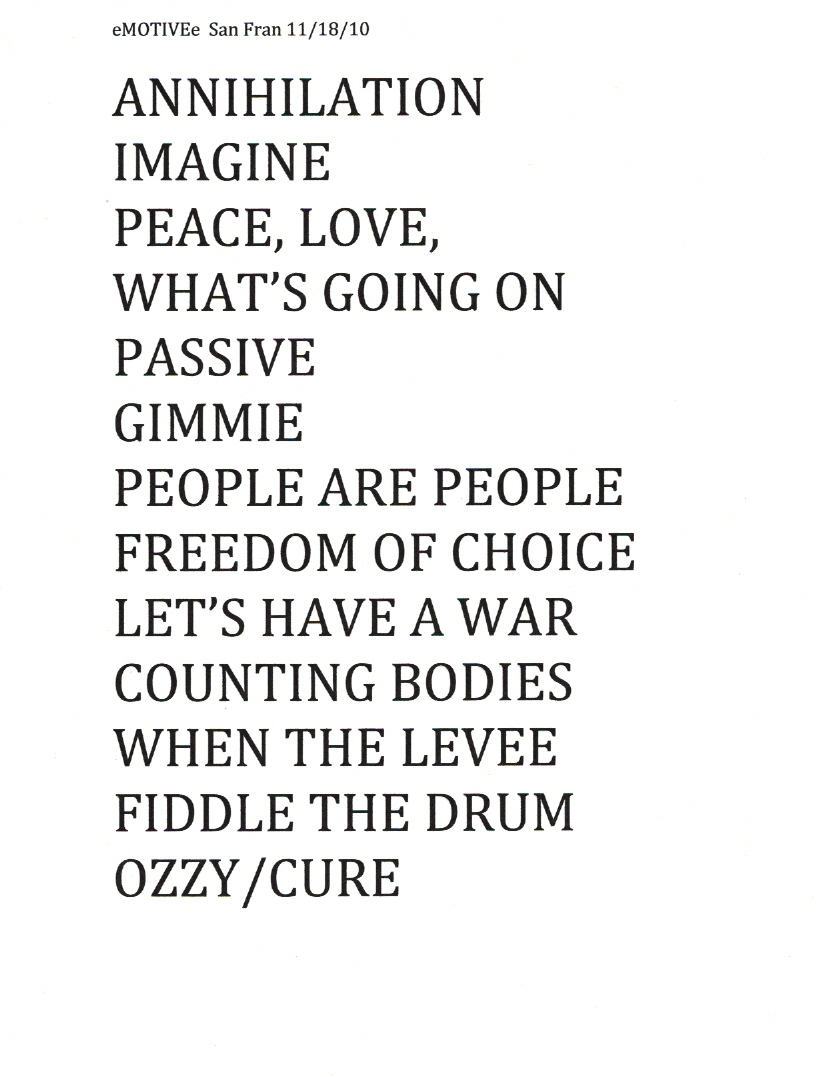 eMOTIVEe San Fran 11/18/10
ANNIHILATION
IMAGINE
PEACE, LOVE,
WHAT'S GOING ON
PASSIVE
GIMMIE
PEOPLE ARE PEOPLE
FREEDOM OF CHOICE
LET'S HAVE A WAR
COUNTING BODIES
WHEN THE LEVEE
FIDDLE THE DRUM
OZZY/CURE